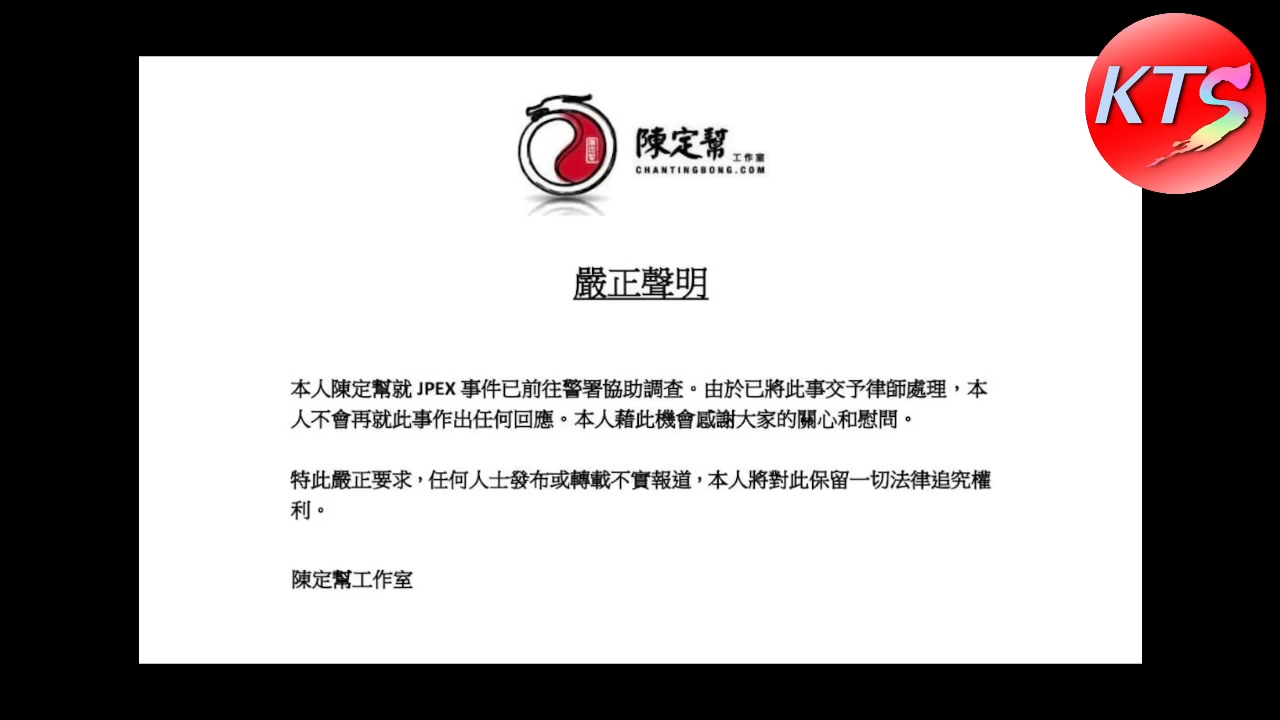 KTS
陳定幫 工作室
CHANTINGBONG.COM
嚴正聲明
本人陳定幫就 JPEX 事件已前往警署協助調查。由於已將此事交予律師處理，本
人不會再就此事作出任何回應。本人藉此機會感謝大家的關心和慰問。
特此嚴正要求，任何人士發布或轉載不實報道，本人將對此保留一切法律追究權
利。
陳定幫工作室